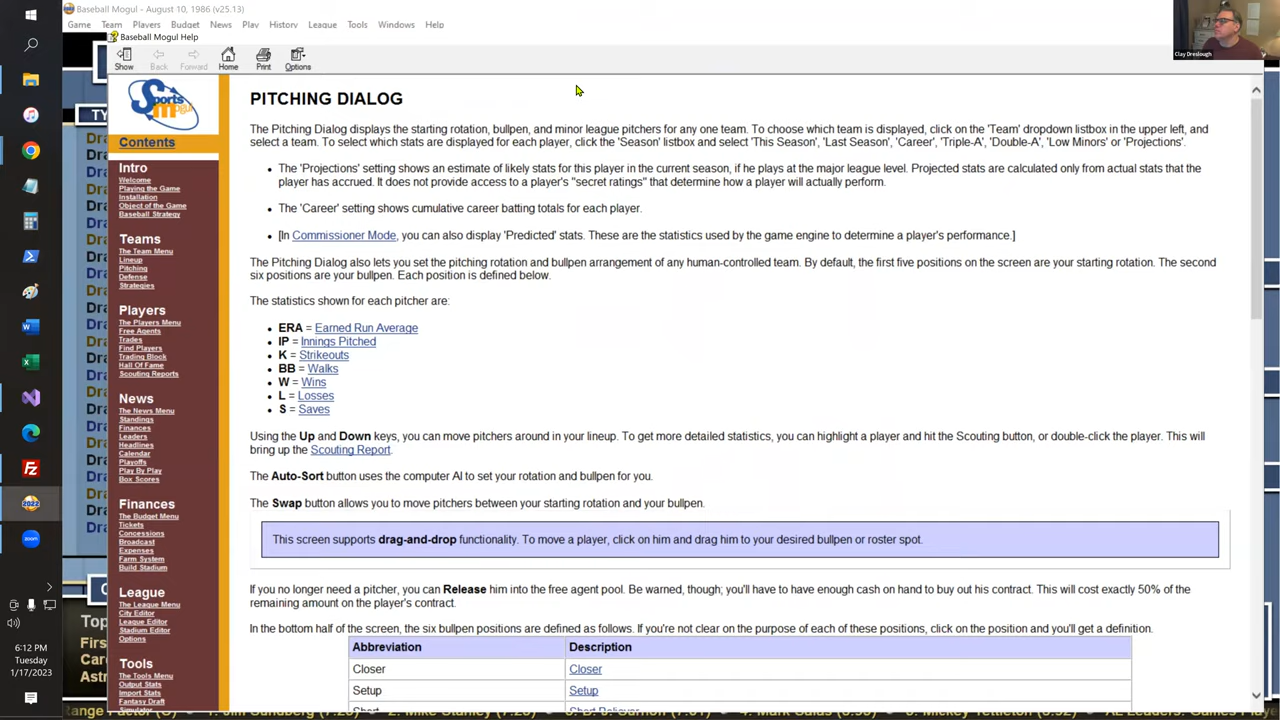 Baseball Mogul - August 10, 1986 (v25.13)
Game Team Players Budget News Play History League Tools Windows Help
Baseball Mogul Help
Show Back Forward Home Print Options
Clay Dreslough
Sports Mogul
Contents
Intro
Welcome
Playing the Game
Installation
Object of the Game
Baseball Strategy
Teams
The Team Menu
Lineup
Pitching
Defense
Strategies
Players
The Players Menu
Free Agents
Trades
Find Players
Trading Block
Hall Of Fame
Scouting Reports
News
The News Menu
Standings
Finances
Leaders
Headlines
Calendar
Playoffs
Play By Play
Box Scores
Finances
The Budget Menu
Tickets
Concessions
Broadcast
Expenses
Farm System
Build Stadium
League
The League Menu
City Editor
League Editor
Stadium Editor
Options
Tools
The Tools Menu
Output Stats
Import Stats
Fantasy Draft
Simulator
PITCHING DIALOG
The Pitching Dialog displays the starting rotation, bullpen, and minor league pitchers for any one team. To choose which team is displayed, click on the 'Team' dropdown listbox in the upper left, and
select a team. To select which stats are displayed for each player, click the 'Season' listbox and select 'This Season', 'Last Season', 'Career', 'Triple-A', 'Double-A', 'Low Minors' or 'Projections'.
• The 'Projections' setting shows an estimate of likely stats for this player in the current season, if he plays at the major league level. Projected stats are calculated only from actual stats that the
player has accrued. It does not provide access to a player's "secret ratings" that determine how a player will actually perform.
• The 'Career' setting shows cumulative career batting totals for each player.
• [In Commissioner Mode, you can also display 'Predicted' stats. These are the statistics used by the game engine to determine a player's performance.]
The Pitching Dialog also lets you set the pitching rotation and bullpen arrangement of any human-controlled team. By default, the first five positions on the screen are your starting rotation. The second
six positions are your bullpen. Each position is defined below.
The statistics shown for each pitcher are:
• ERA = Earned Run Average
• IP = Innings Pitched
• K = Strikeouts
• BB = Walks
• W = Wins
• L = Losses
• S = Saves
Using the Up and Down keys, you can move pitchers around in your lineup. To get more detailed statistics, you can highlight a player and hit the Scouting button, or double-click the player. This will
bring up the Scouting Report.
The Auto-Sort button uses the computer AI to set your rotation and bullpen for you.
The Swap button allows you to move pitchers between your starting rotation and your bullpen.
This screen supports drag-and-drop functionality. To move a player, click on him and drag him to your desired bullpen or roster spot.
If you no longer need a pitcher, you can Release him into the free agent pool. Be warned, though; you'll have to have enough cash on hand to buy out his contract. This will cost exactly 50% of the
remaining amount on the player's contract.
In the bottom half of the screen, the six bullpen positions are as follows. If you're not clear on the purpose of any of these positions, click on the position and you'll get a definition.
Abbreviation Description
Closer Closer
Setup Setup
6:12 PM
Tuesday
1/17/2023